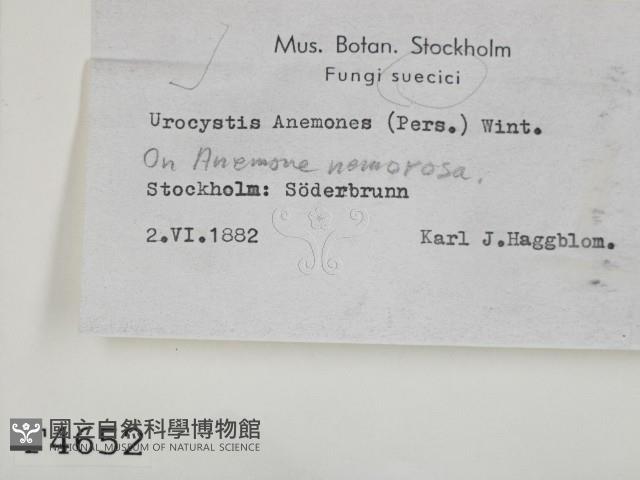 Mus. Botan. Stockholm
Fungi suecici
Urocystis Anemones (Pers.) Wint.
On Anemone nemorosa.
Stockholm: Söderbrunn
2.VI.1882 Karl J.Haggblom.
國立自然科學博物館
NATIONAL MUSEUM OF NATURAL SCIENCE
F4652